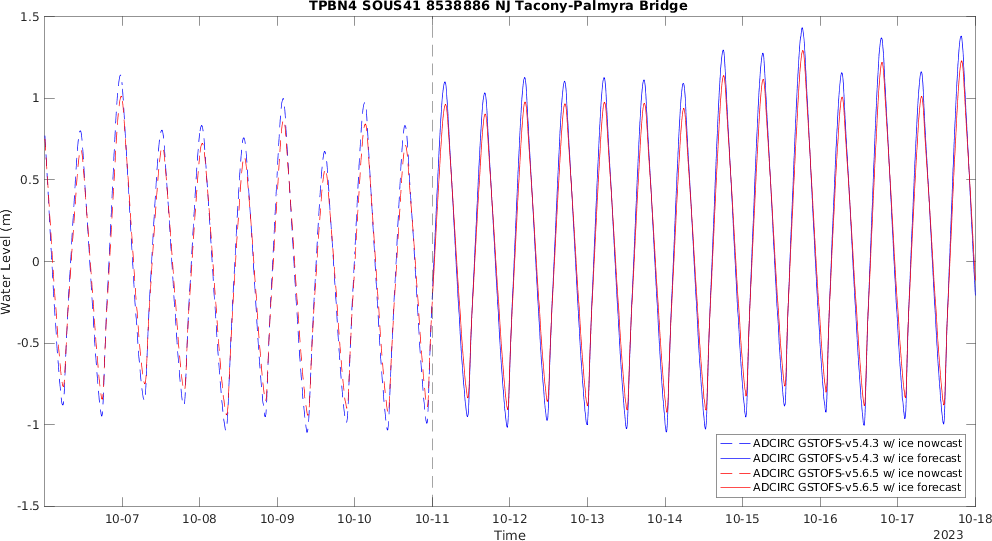 TPBN4 SOUS41 8538886 NJ Tacony-Palmyra Bridge
1.5
1
0.5
0
-0.5
-1
-1.5
Water Level (m)
10-07 10-08 10-09 10-10 10-11 10-12 10-13 10-14 10-15 10-16 10-17 10-18
Time
2023
ADCIRC GSTOFS-v5.4.3 w/ ice nowcast
ADCIRC GSTOFS-v5.4.3 w/ ice forecast
ADCIRC GSTOFS-v5.6.5 w/ ice nowcast
ADCIRC GSTOFS-v5.6.5 w/ ice forecast